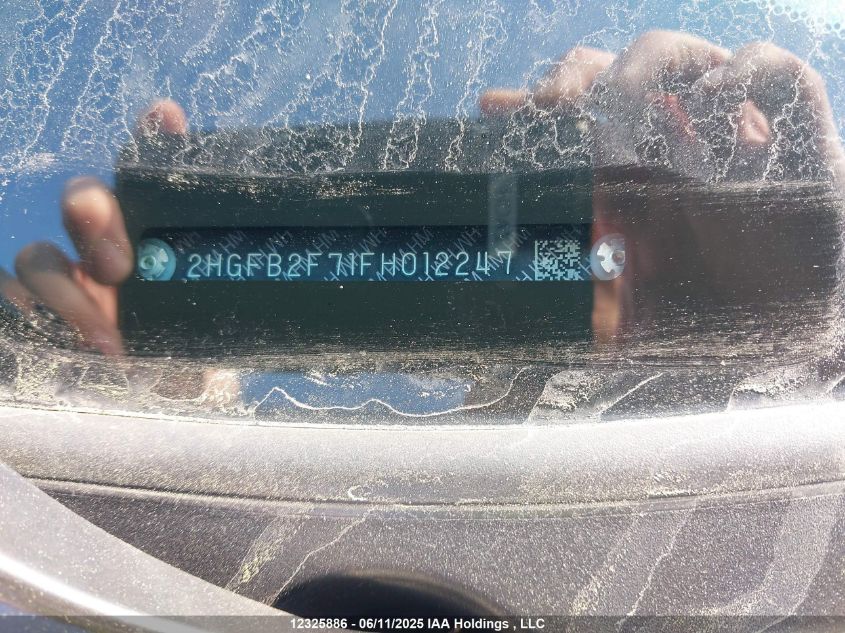 2HGFB2F71FH012247
12325886 - 06/11/2025 IAA Holdings , LLC